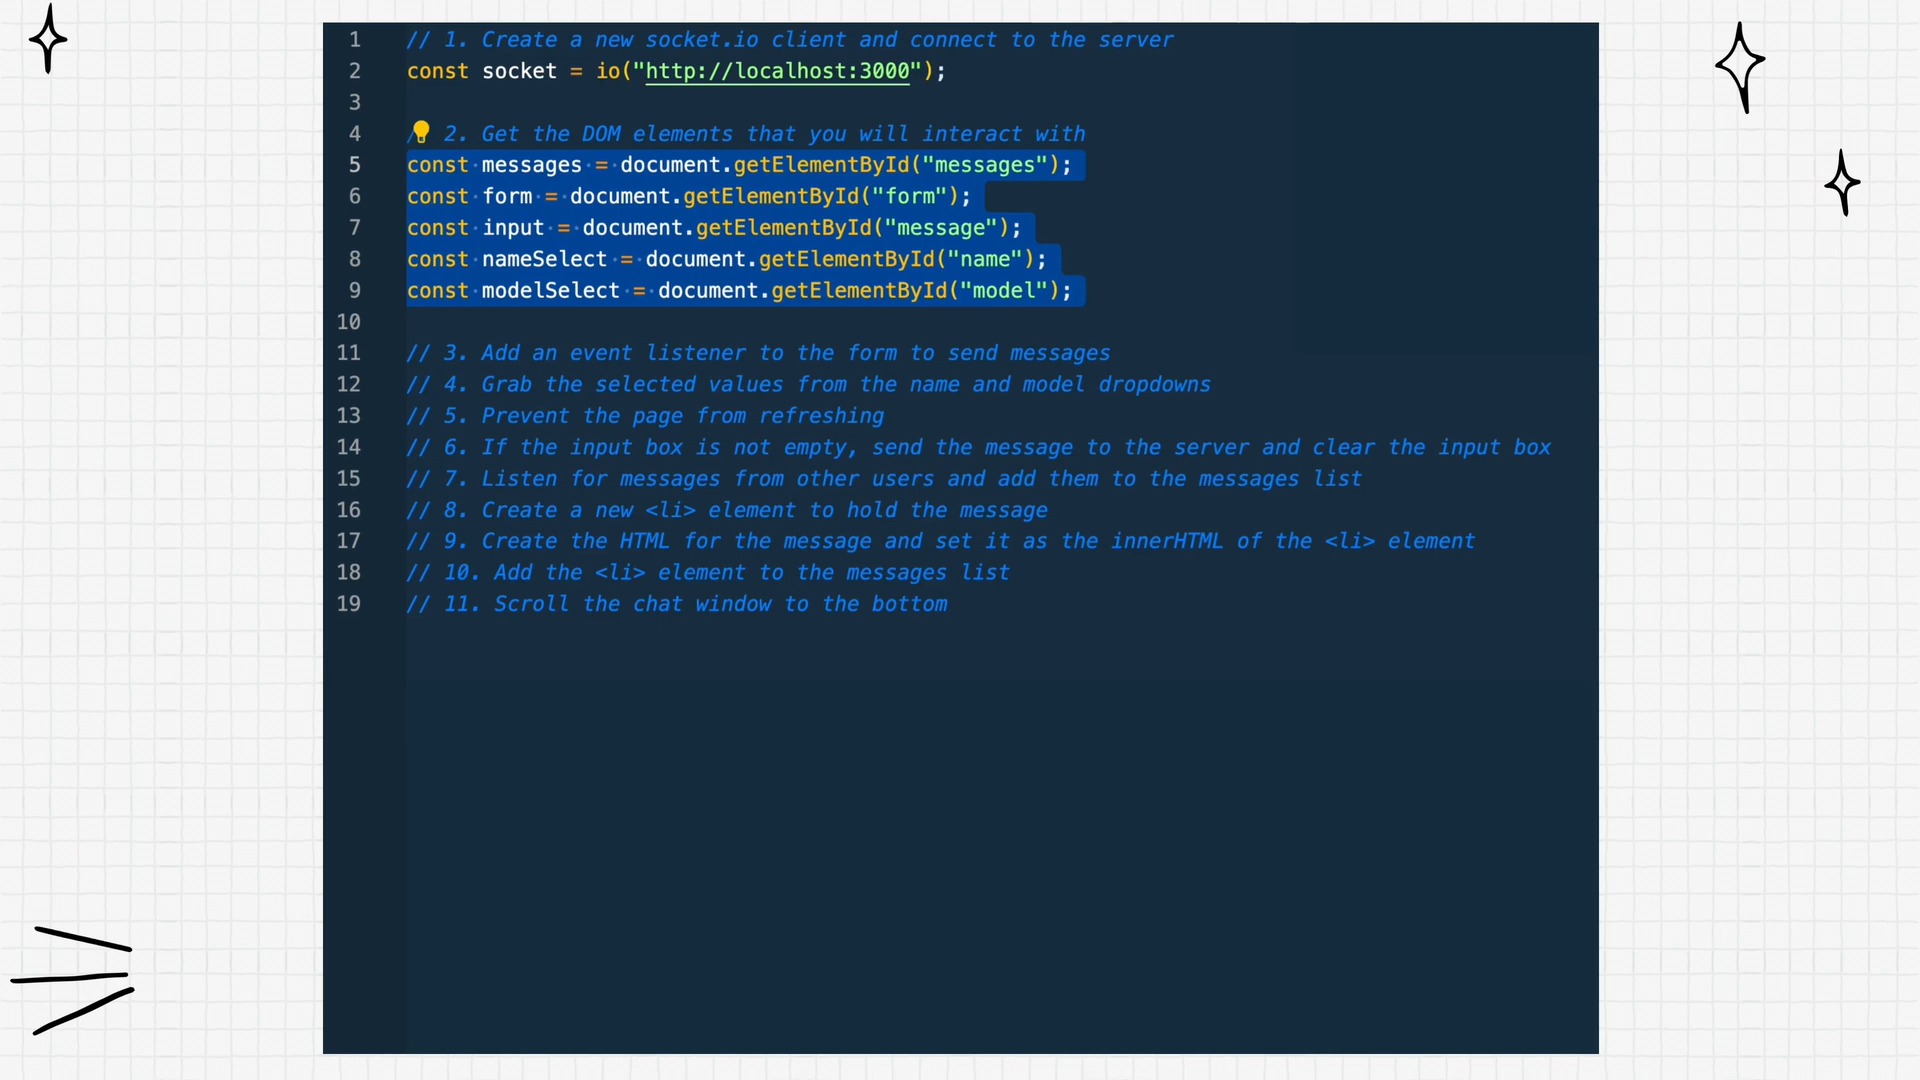 1 // 1. Create a new socket.io client and connect to the server
2 const socket = io("http://localhost:3000");
3
4 / 2. Get the DOM elements that you will interact with
5 const messages = document.getElementById("messages");
6 const form = document.getElementById("form");
7 const input = document.getElementById("message");
8 const nameSelect = document.getElementById("name");
9 const modelSelect = document.getElementById("model");
10
11 // 3. Add an event listener to the form to send messages
12 // 4. Grab the selected values from the name and model dropdowns
13 // 5. Prevent the page from refreshing
14 // 6. If the input box is not empty, send the message to the server and clear the input box
15 // 7. Listen for messages from other users and add them to the messages list
16 // 8. Create a new <li> element to hold the message
17 // 9. Create the HTML for the message and set it as the innerHTML of the <li> element
18 // 10. Add the <li> element to the messages list
19 // 11. Scroll the chat window to the bottom